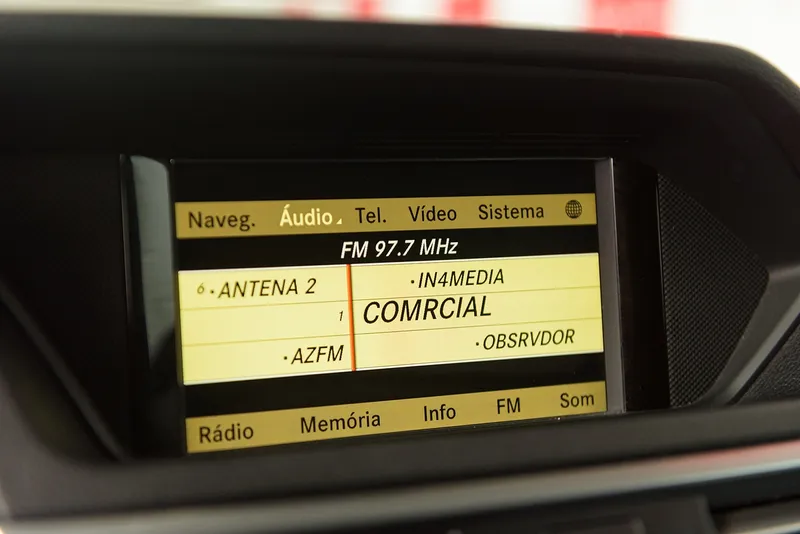 Naveg. Áudio Tel. Vídeo Sistema
FM 97.7 MHz
6 •ANTENA 2 •IN4MEDIA
1 COMRCIAL
•AZFM •OBSRVDOR
Rádio Memória Info FM Som